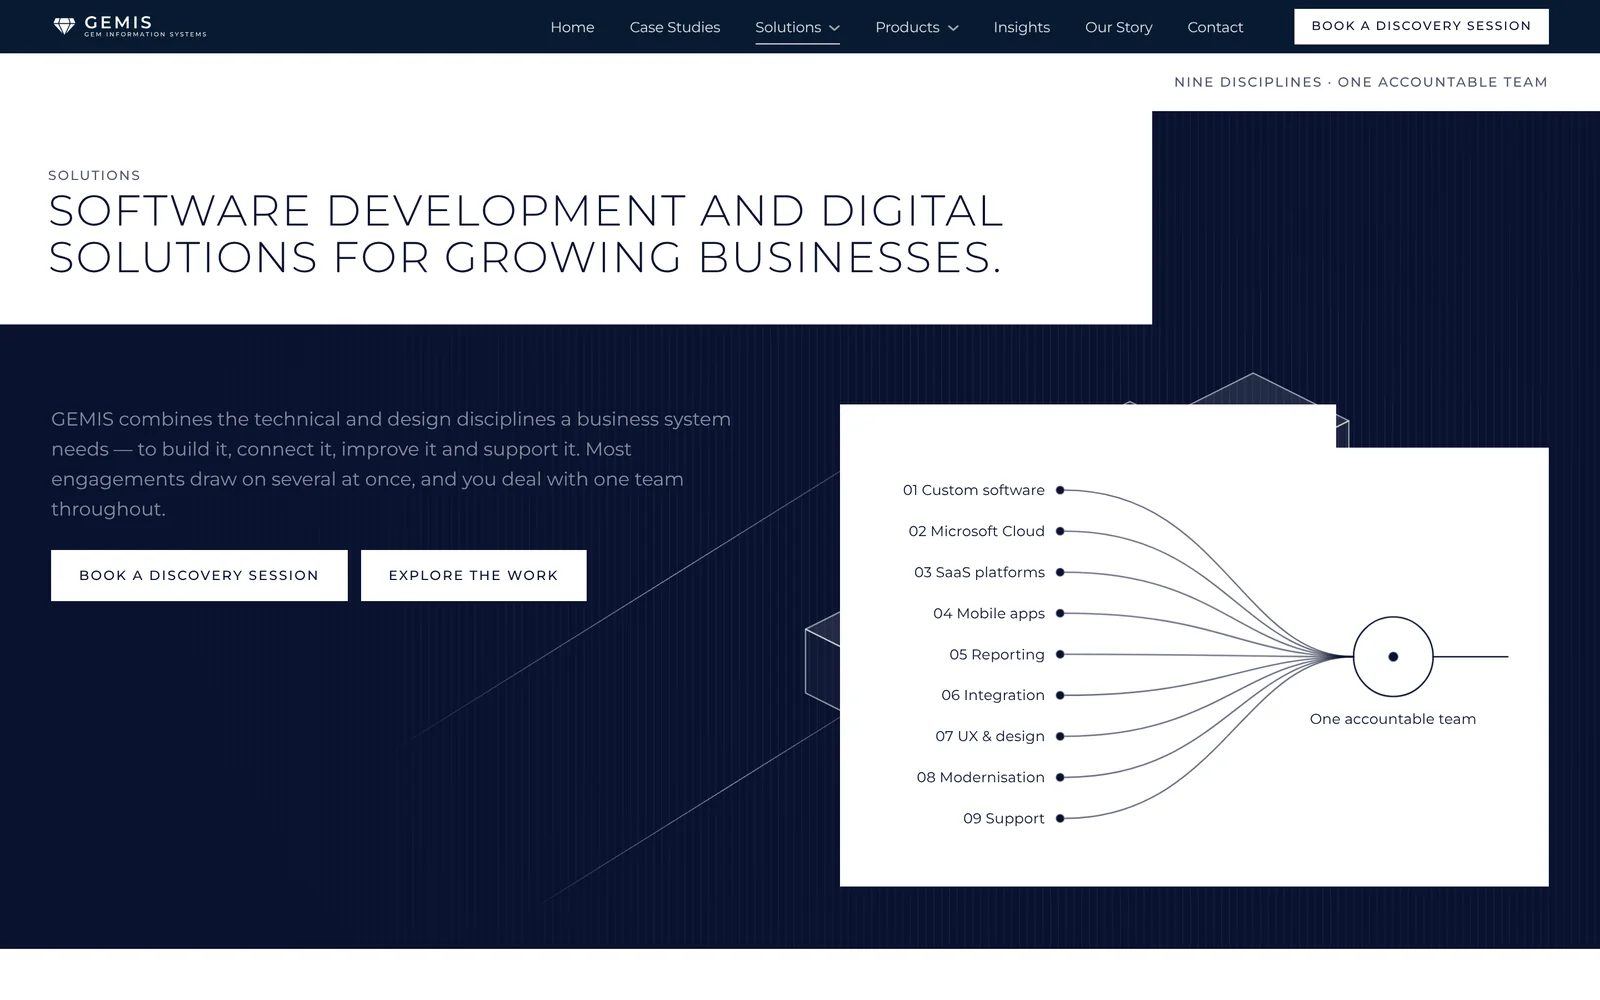 GEMIS
GEM INFORMATION SYSTEMS
Home
Case Studies
Solutions
Products
Insights
Our Story
Contact
BOOK A DISCOVERY SESSION
NINE DISCIPLINES · ONE ACCOUNTABLE TEAM
SOLUTIONS
SOFTWARE DEVELOPMENT AND DIGITAL
SOLUTIONS FOR GROWING BUSINESSES.
GEMIS combines the technical and design disciplines a business system
needs — to build it, connect it, improve it and support it. Most
engagements draw on several at once, and you deal with one team
throughout.
BOOK A DISCOVERY SESSION
EXPLORE THE WORK
01 Custom software
02 Microsoft Cloud
03 SaaS platforms
04 Mobile apps
05 Reporting
06 Integration
07 UX & design
08 Modernisation
09 Support
One accountable team